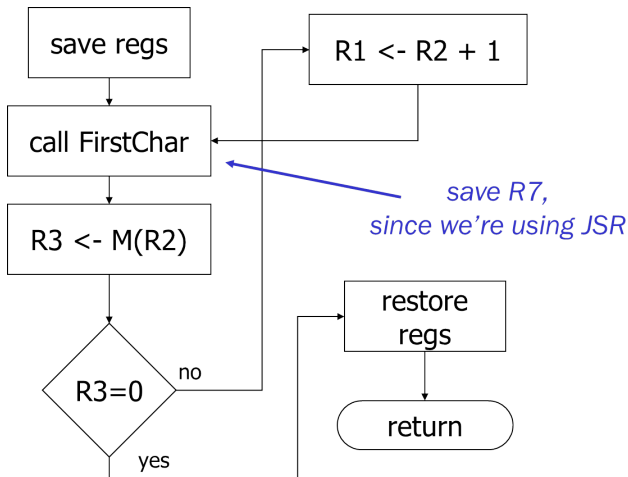 save regs
R1 <- R2 + 1
call FirstChar
save R7,
since we’re using JSR
R3 <- M(R2)
restore
regs
no
R3=0
return
yes